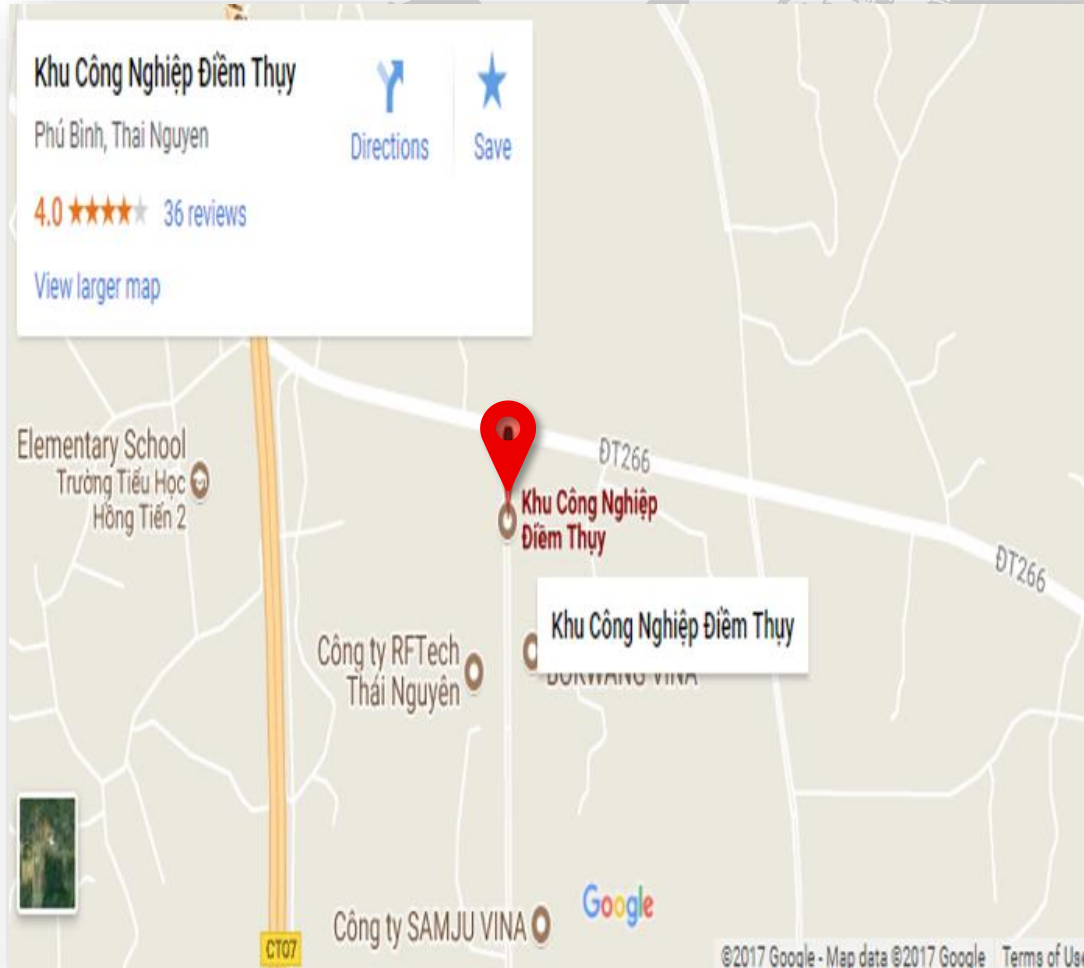 Khu Công Nghiệp Điềm Thụy
Phú Bình, Thai Nguyen
4.0 36 reviews
View larger map
Directions
Save
Elementary School
Trường Tiểu Học
Hồng Tiến 2
ĐT266
Khu Công Nghiệp
Điềm Thụy
ĐT266
Khu Công Nghiệp Điềm Thụy
Công ty RFTech
Thái Nguyên
VINA
Công ty SAMJU VINA
Google
CT07
©2017 Google - Map data ©2017 Google Terms of Use